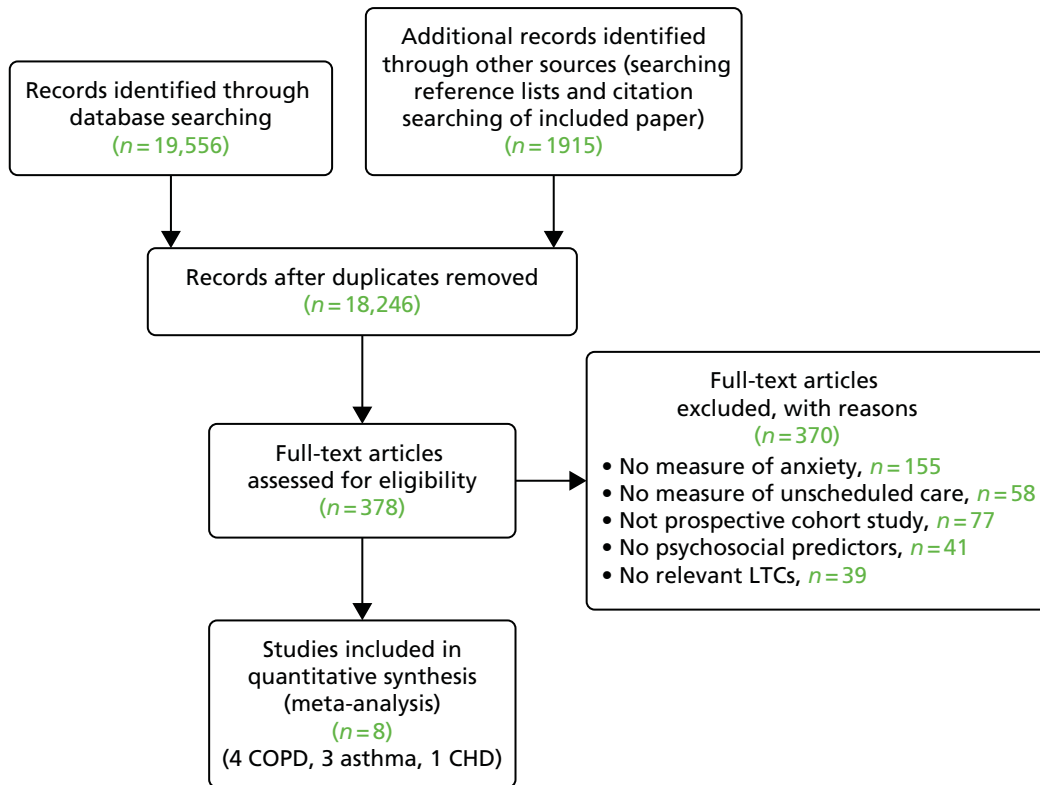 Records identified through
database searching
(n = 19,556)
Additional records identified
through other sources (searching
reference lists and citation
searching of included paper)
(n = 1915)
Records after duplicates removed
(n = 18,246)
Full-text articles
assessed for eligibility
(n = 378)
Full-text articles
excluded, with reasons
(n = 370)
• No measure of anxiety, n = 155
• No measure of unscheduled care, n = 58
• Not prospective cohort study, n = 77
• No psychosocial predictors, n = 41
• No relevant LTCs, n = 39
Studies included in
quantitative synthesis
(meta-analysis)
(n = 8)
(4 COPD, 3 asthma, 1 CHD)